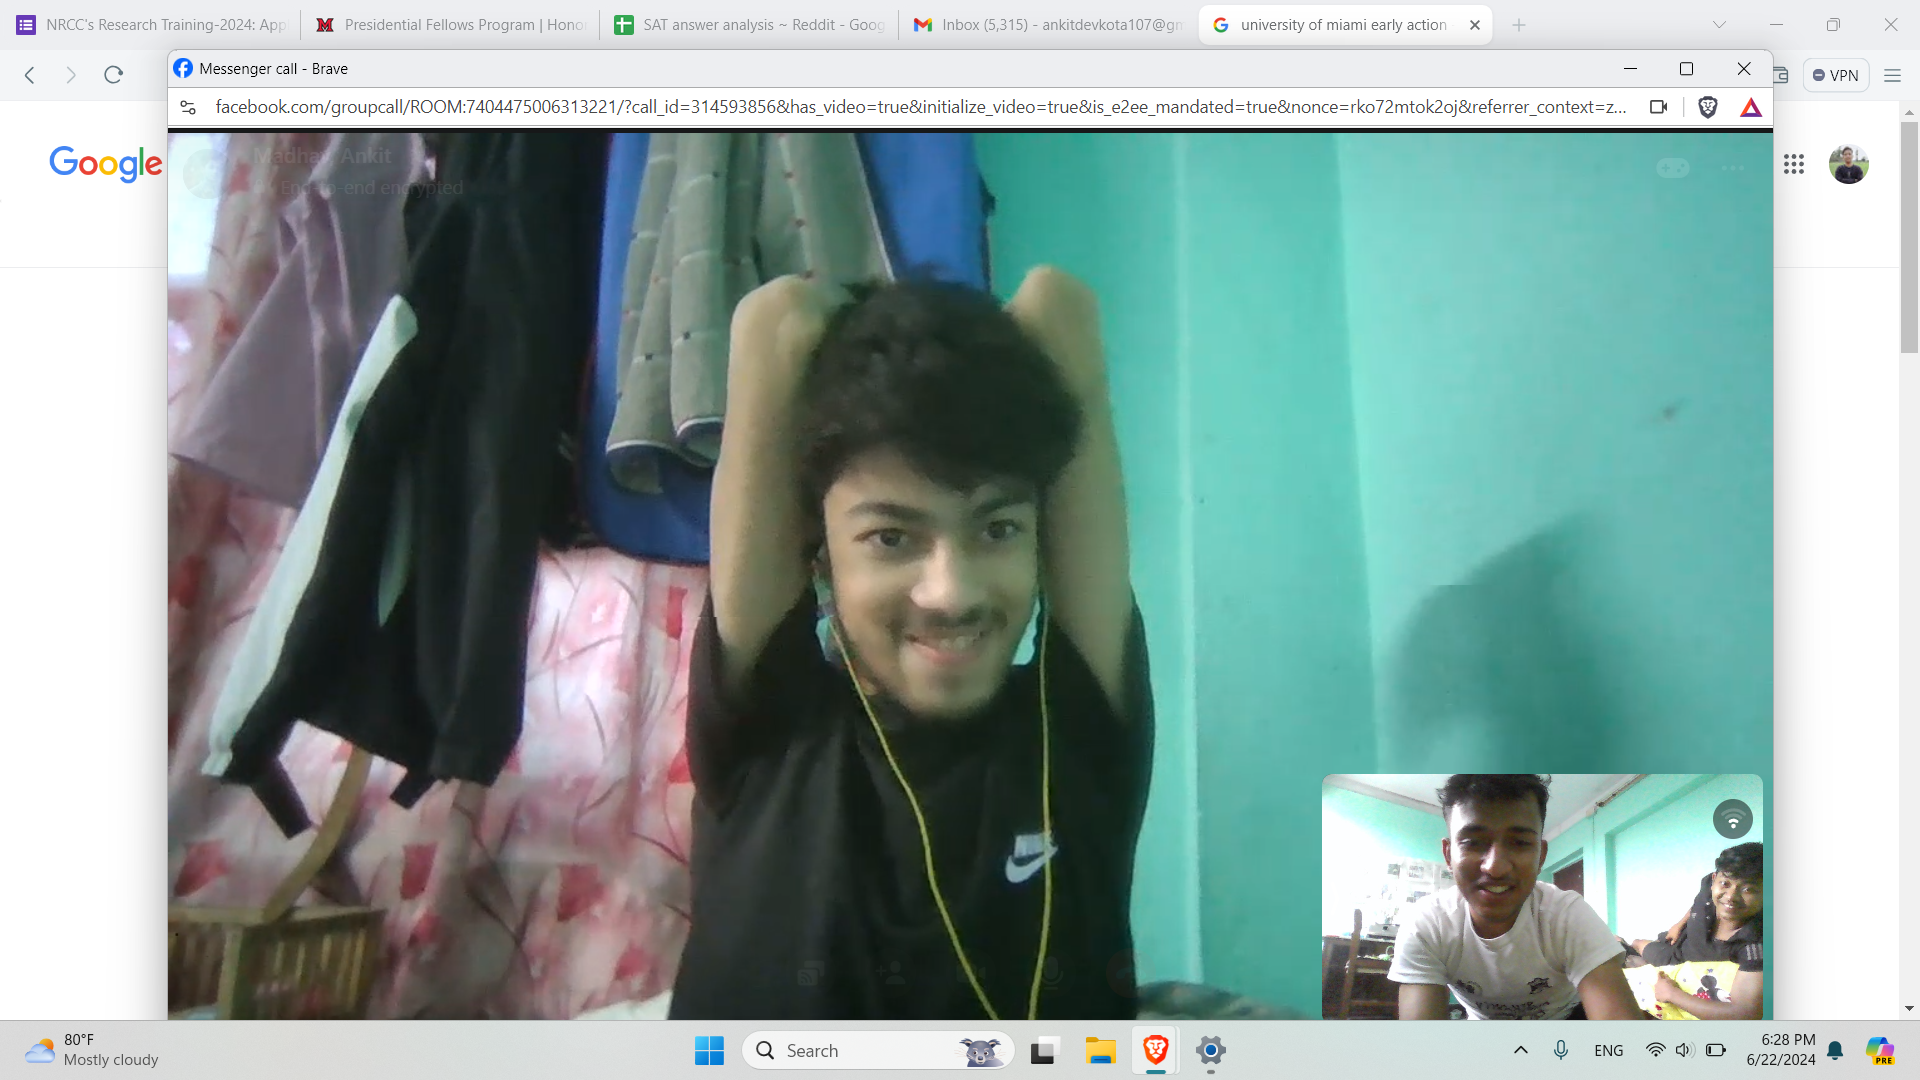 NRCC's Research Training-2024: App
Presidential Fellows Program | Hono
SAT answer analysis ~ Reddit - Goog
Inbox (5,315) - ankitdevkota107@gm
university of miami early action
VPN
Messenger call - Brave
facebook.com/groupcall/ROOM:7404475006313221/?call_id=314593856&has_video=true&initialize_video=true&is_e2ee_mandated=true&nonce=rko72mtok2oj&referrer_context=z...
Google
Madhav, Ankit
End-to-end encrypted
80°F
Mostly cloudy
Search
ENG
6:28 PM
6/22/2024
PRE